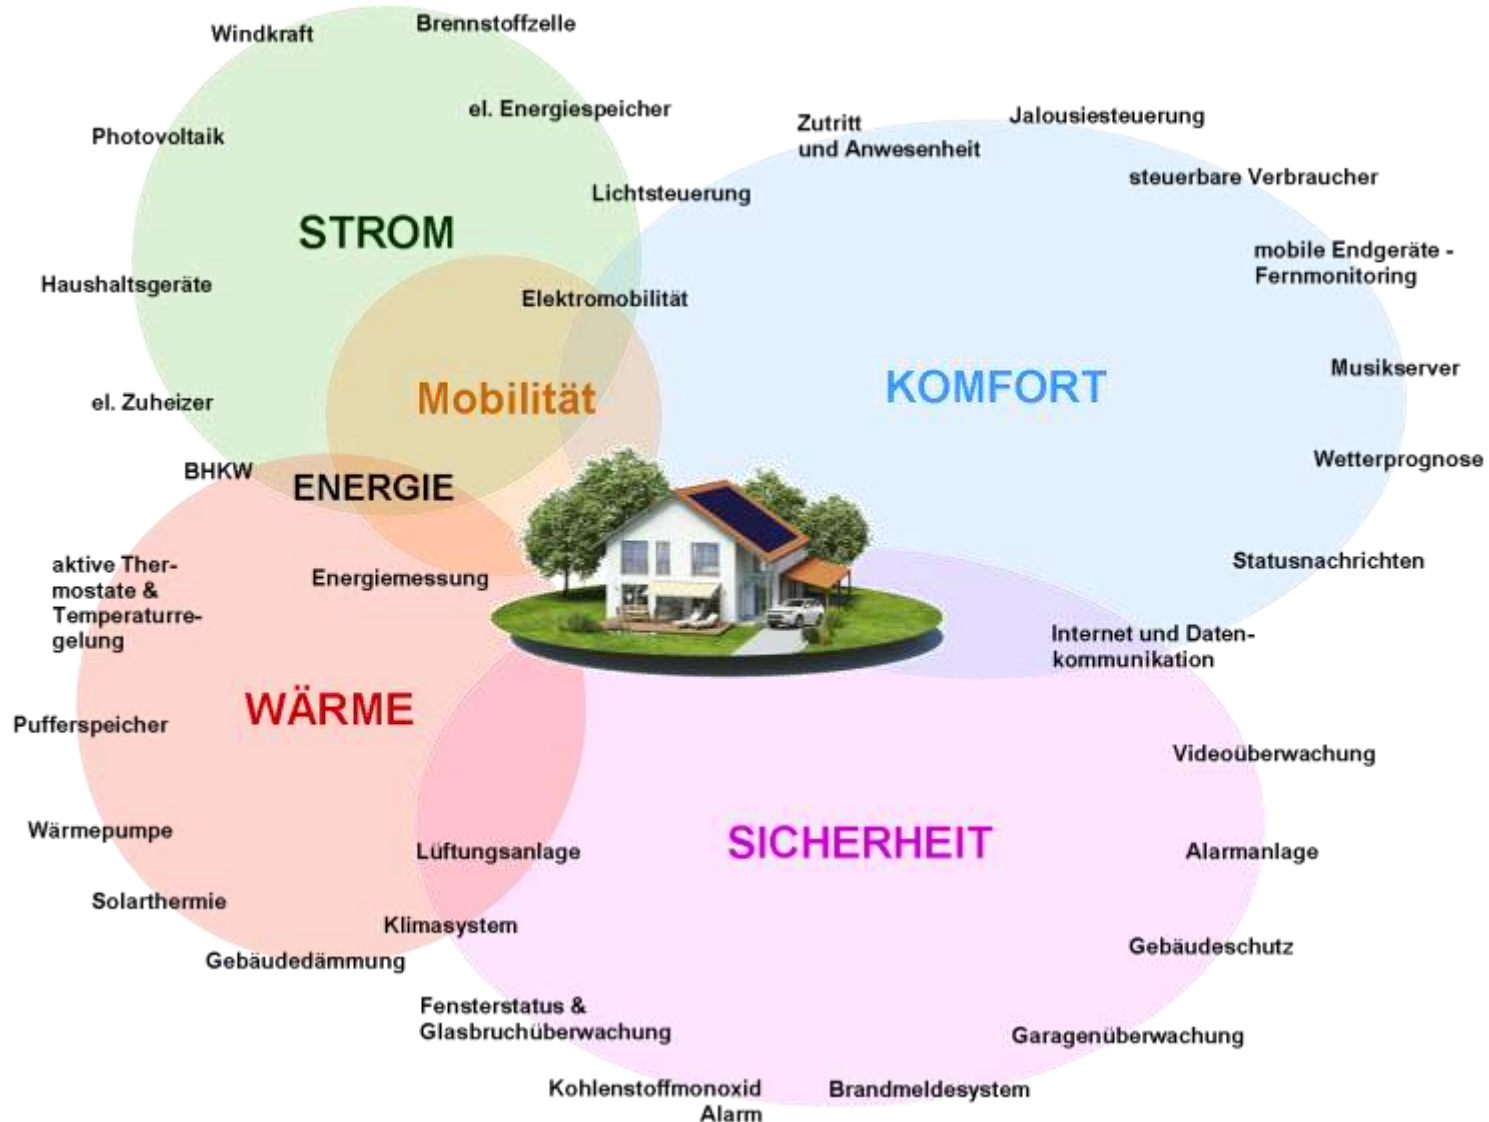 Windkraft
Brennstoffzelle
el. Energiespeicher
Photovoltaik
Lichtsteuerung
STROM
Haushaltsgeräte
Elektromobilität
el. Zuheizer
Mobilität
BHKW
ENERGIE
Zutritt
und Anwesenheit
Jalousiesteuerung
steuerbare Verbraucher
mobile Endgeräte -
Fernmonitoring
KOMFORT
Musikserver
Wetterprognose
Statusnachrichten
Internet und Daten-
kommunikation
aktive Ther-
mostate &
Temperaturre-
gelung
Energiemessung
WÄRME
Pufferspeicher
Wärmepumpe
Lüftungsanlage
Solarthermie
Klimasystem
Gebäudedämmung
SICHERHEIT
Videoüberwachung
Alarmanlage
Gebäudeschutz
Fensterstatus &
Glasbruchüberwachung
Garagenüberwachung
Kohlenstoffmonoxid
Alarm
Brandmeldesystem